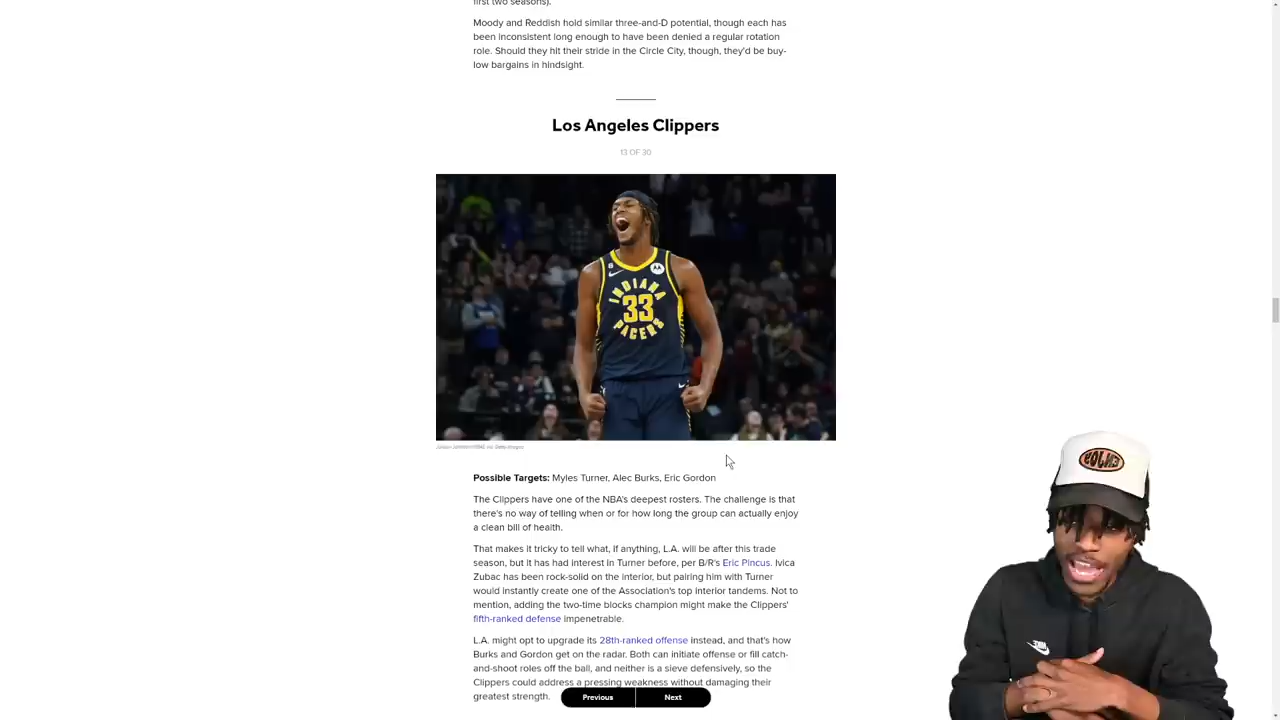 first two seasons).
Moody and Reddish hold similar three-and-D potential, though each has
been inconsistent long enough to have been denied a regular rotation
role. Should they hit their stride in the Circle City, though, they'd be buy-
low bargains in hindsight.
Los Angeles Clippers
13 OF 30
INDIANA
33
PACERS
Possible Targets: Myles Turner, Alec Burks, Eric Gordon
The Clippers have one of the NBA's deepest rosters. The challenge is that
there's no way of telling when or for how long the group can actually enjoy
a clean bill of health.
That makes it tricky to tell what, if anything, L.A. will be after this trade
season, but it has had interest in Turner before, per B/R's Eric Pincus. Ivica
Zubac has been rock-solid on the interior, but pairing him with Turner
would instantly create one of the Association's top interior tandems. Not to
mention, adding the two-time blocks champion might make the Clippers'
fifth-ranked defense impenetrable.
L.A. might opt to upgrade its 28th-ranked offense instead, and that's how
Burks and Gordon get on the radar. Both can initiate offense or fill catch-
and-shoot roles off the ball, and neither is a sieve defensively, so the
Clippers could address a pressing weakness without damaging their
greatest strength.
Previous
Next